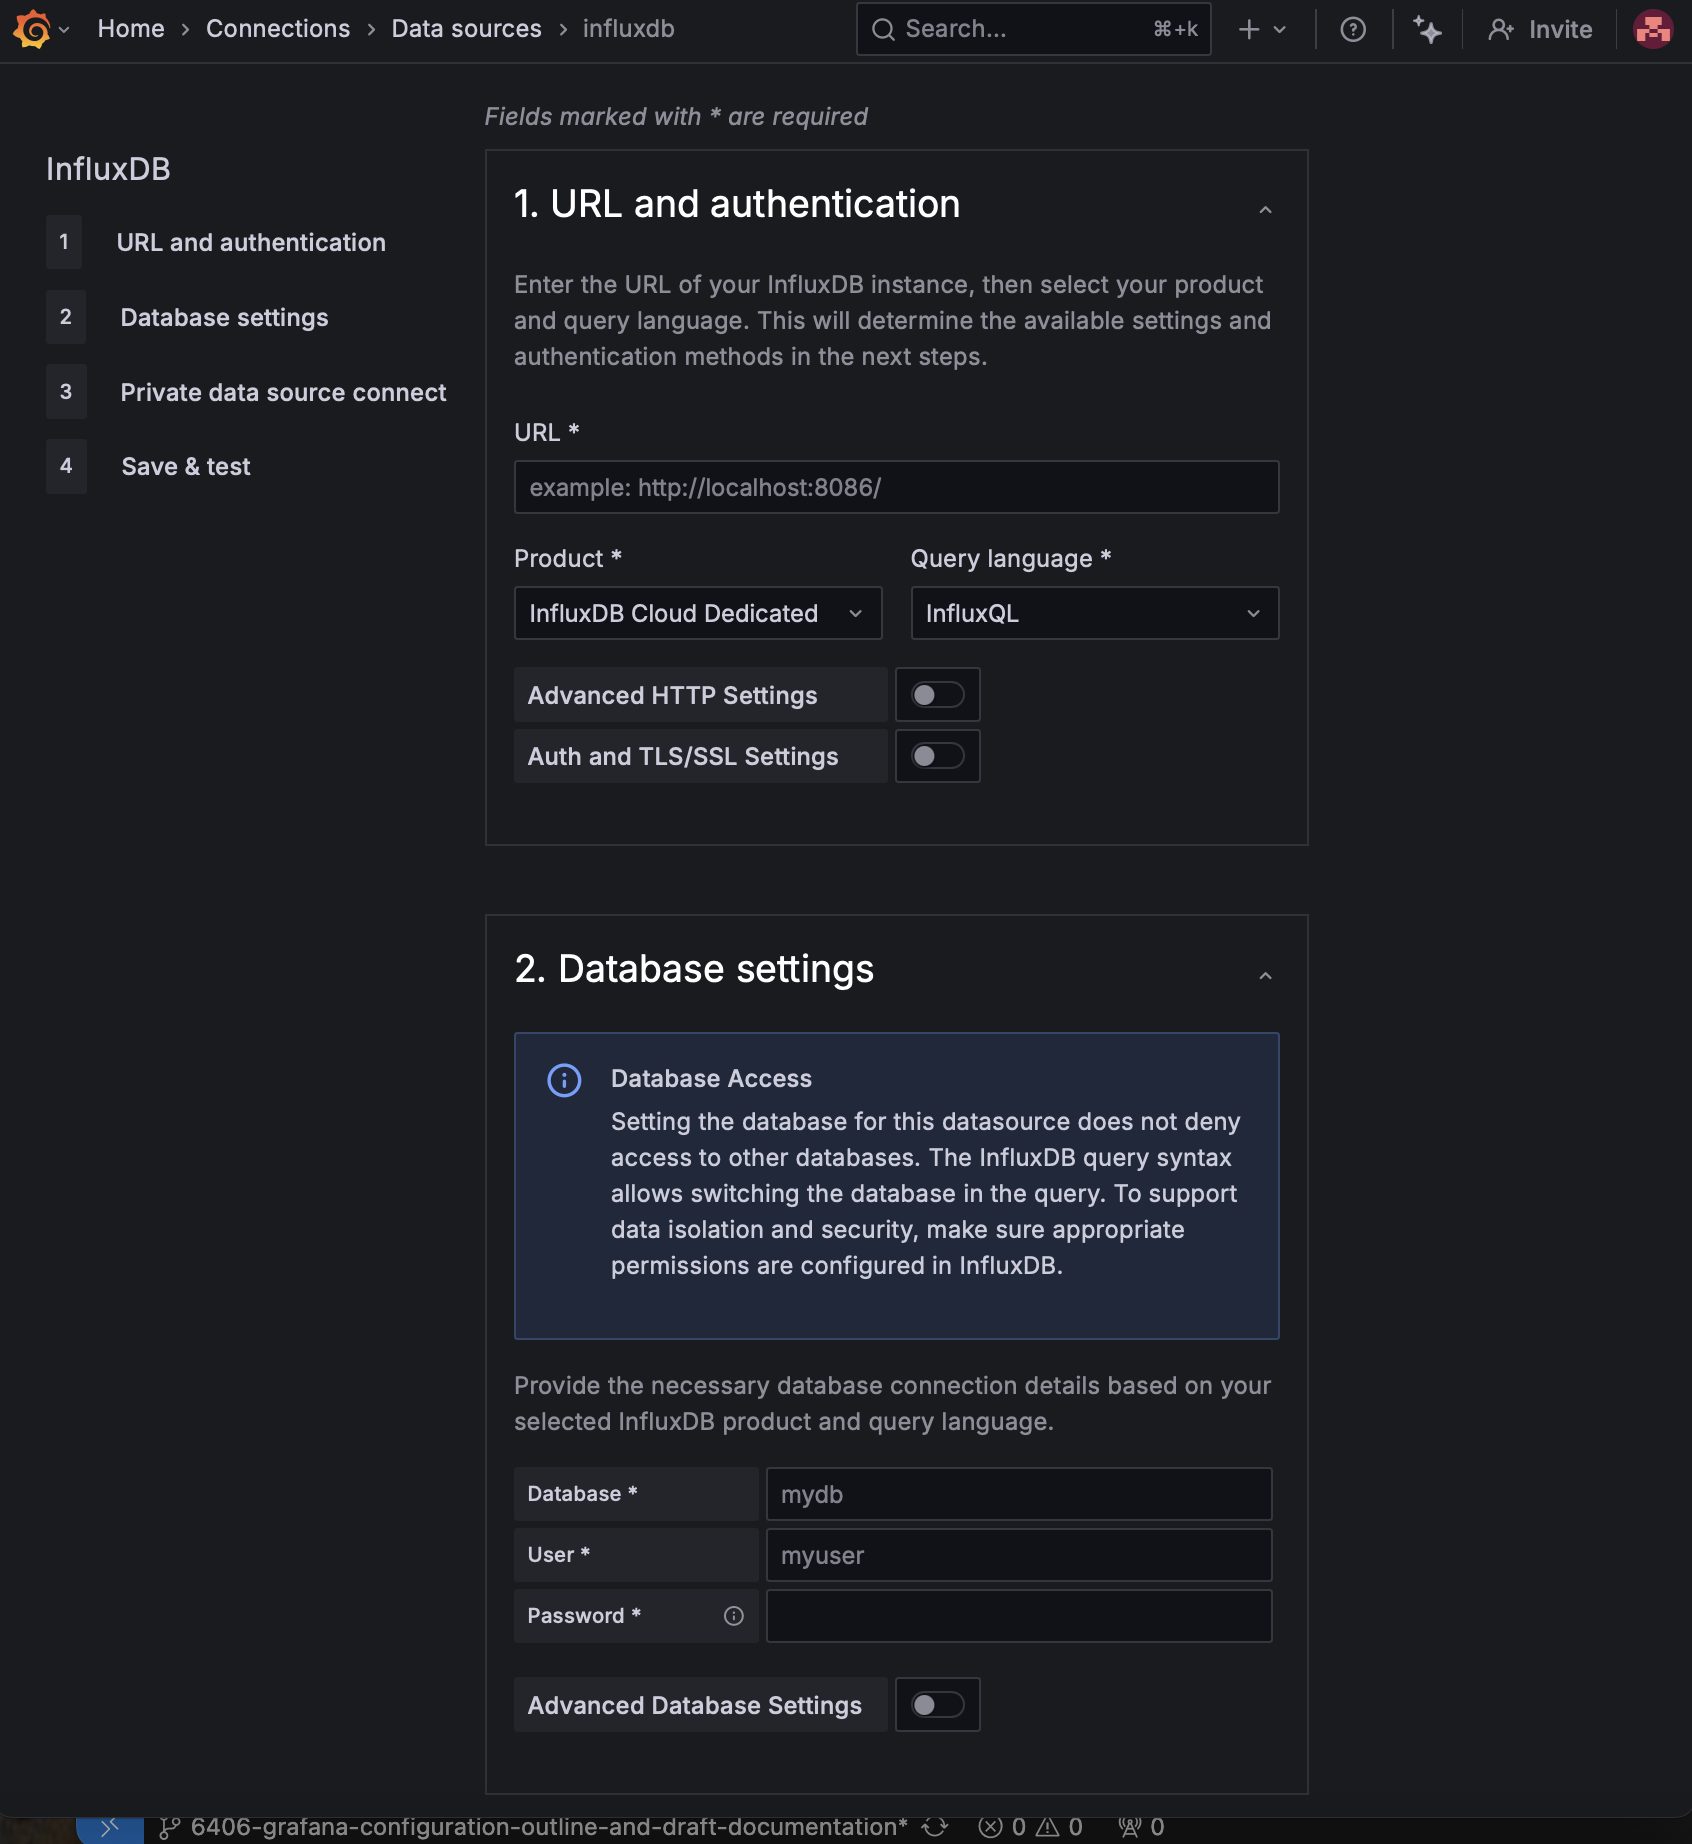 Home › Connections › Data sources › influxdb
Search... ⌘+k
Invite
Fields marked with * are required
InfluxDB
1 URL and authentication
2 Database settings
3 Private data source connect
4 Save & test
1. URL and authentication
Enter the URL of your InfluxDB instance, then select your product
and query language. This will determine the available settings and
authentication methods in the next steps.
URL *
example: http://localhost:8086/
Product * Query language *
InfluxDB Cloud Dedicated InfluxQL
Advanced HTTP Settings
Auth and TLS/SSL Settings
2. Database settings
Database Access
Setting the database for this datasource does not deny
access to other databases. The InfluxDB query syntax
allows switching the database in the query. To support
data isolation and security, make sure appropriate
permissions are configured in InfluxDB.
Provide the necessary database connection details based on your
selected InfluxDB product and query language.
Database * mydb
User * myuser
Password *
Advanced Database Settings
6406-grafana-configuration-outline-and-draft-documentation* 0 0 0